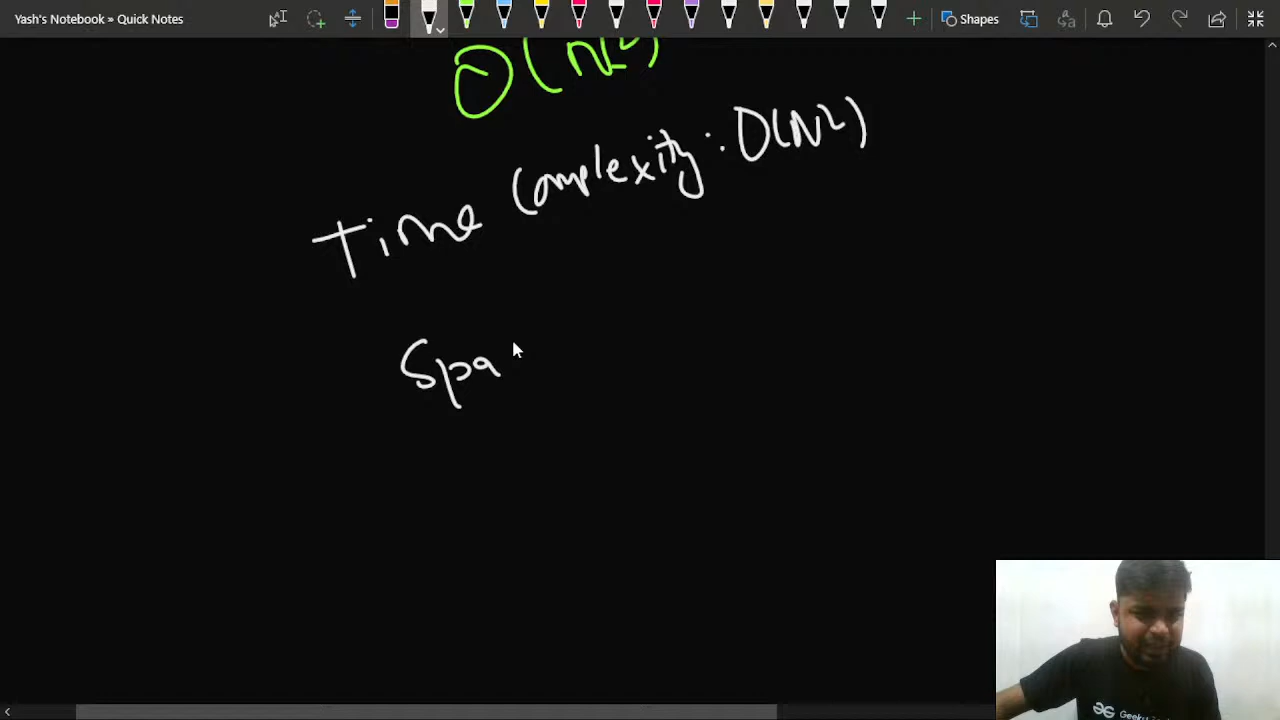 Yash's Notebook » Quick Notes
Shapes
O(N²)
Time Complexity: O(N²)
Spa